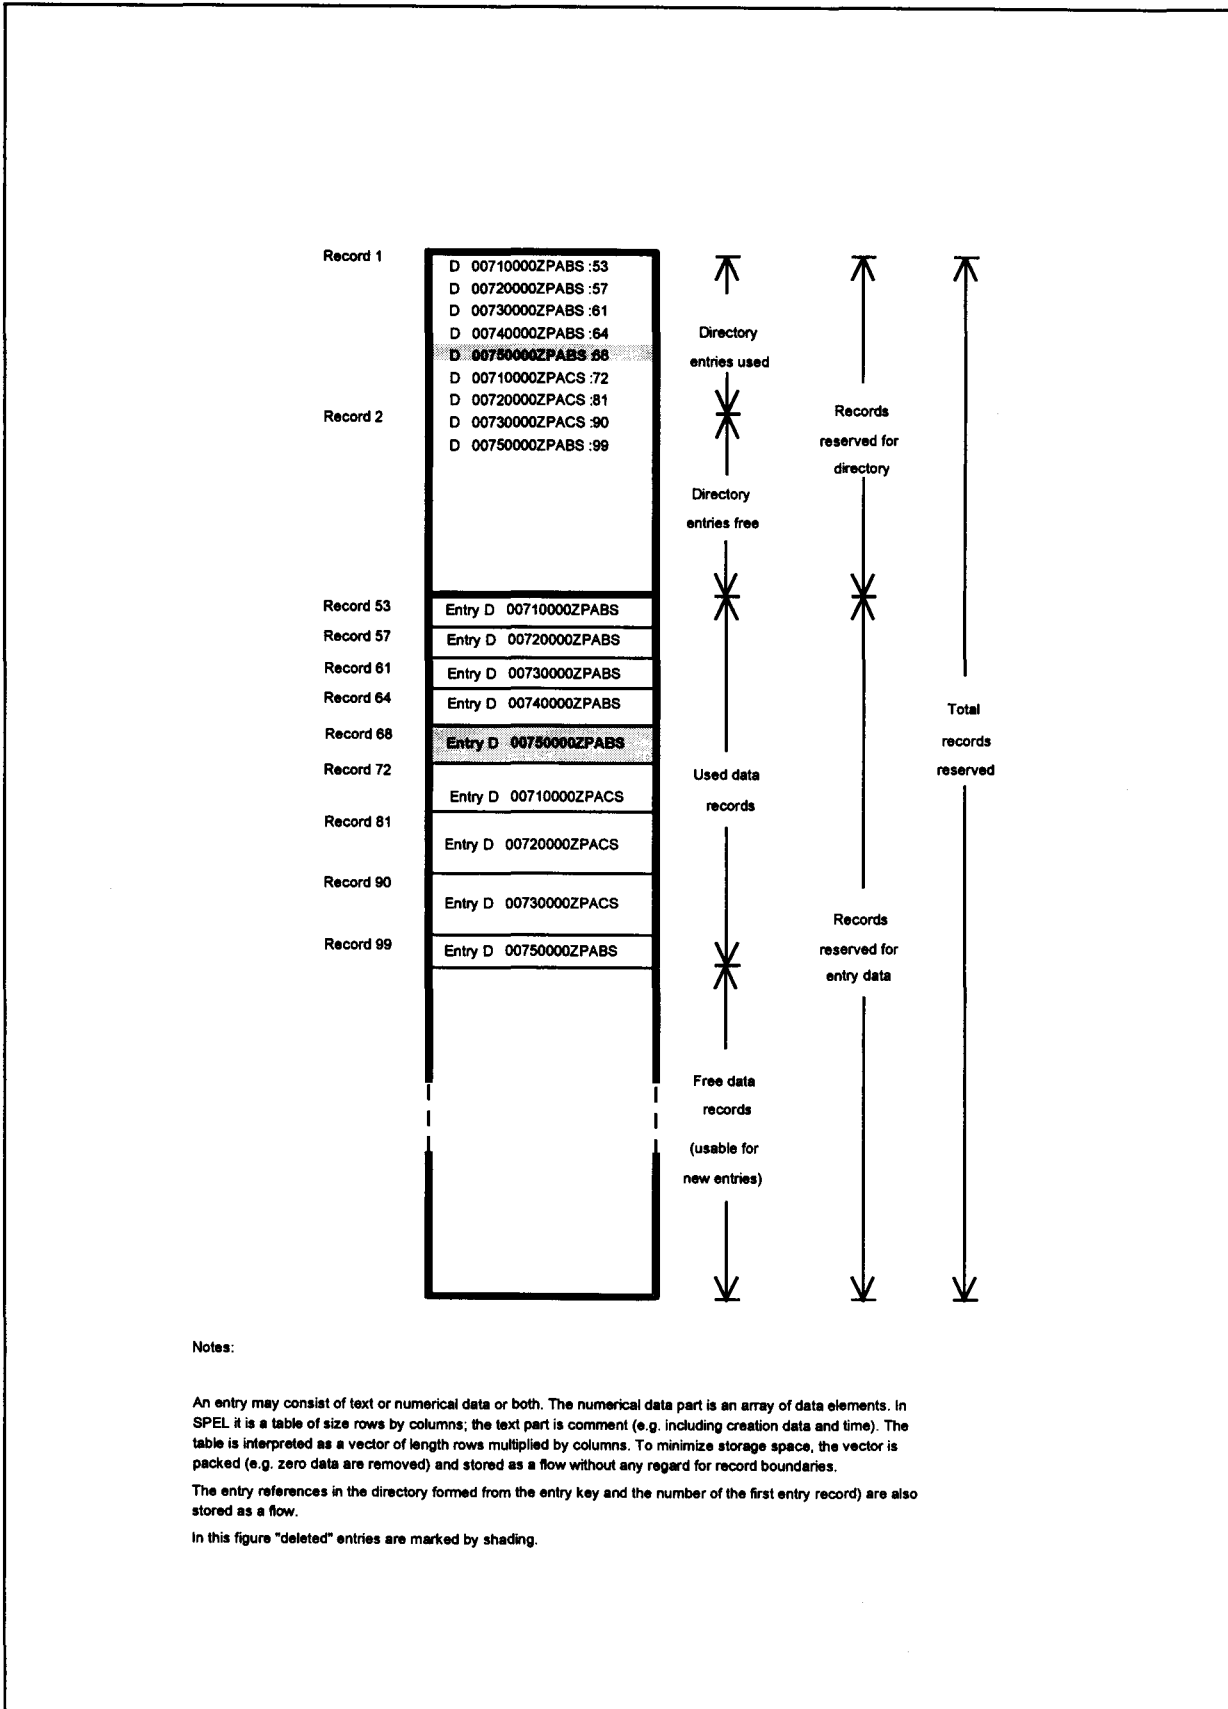 Record 1
D 00710000ZPABS :53
D 00720000ZPABS :57
D 00730000ZPABS :61
D 00740000ZPABS :64
D 00750000ZPABS :68
D 00710000ZPACS :72
D 00720000ZPACS :81
Record 2
D 00730000ZPACS :90
D 00750000ZPABS :99
Directory
entries used
Directory
entries free
Records
reserved for
directory
Record 53
Entry D 00710000ZPABS
Record 57
Entry D 00720000ZPABS
Record 61
Entry D 00730000ZPABS
Record 64
Entry D 00740000ZPABS
Record 68
Entry D 00750000ZPABS
Record 72
Entry D 00710000ZPACS
Record 81
Entry D 00720000ZPACS
Record 90
Entry D 00730000ZPACS
Record 99
Entry D 00750000ZPABS
Used data
records
Free data
records
(usable for
new entries)
Records
reserved for
entry data
Total
records
reserved
Notes:
An entry may consist of text or numerical data or both. The numerical data part is an array of data elements. In
SPEL it is a table of size rows by columns; the text part is comment (e.g. including creation data and time). The
table is interpreted as a vector of length rows multiplied by columns. To minimize storage space, the vector is
packed (e.g. zero data are removed) and stored as a flow without any regard for record boundaries.
The entry references in the directory formed from the entry key and the number of the first entry record) are also
stored as a flow.
In this figure "deleted" entries are marked by shading.